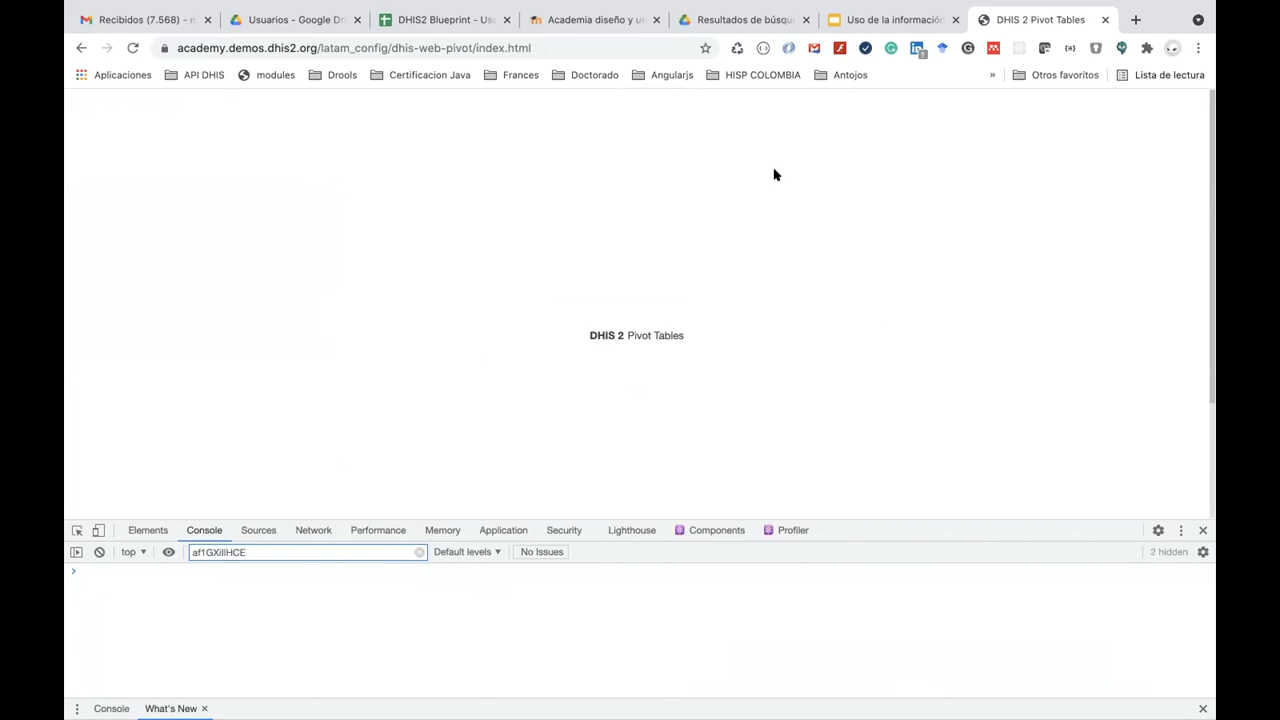 Recibidos (7.568) - m
Usuarios - Google Dri
DHIS2 Blueprint - Use
Academia diseño y us
Resultados de búsqu
Uso de la información
DHIS 2 Pivot Tables
academy.demos.dhis2.org/latam_config/dhis-web-pivot/index.html
Aplicaciones
API DHIS
modules
Drools
Certificacion Java
Frances
Doctorado
Angularjs
HISP COLOMBIA
Antojos
»
Otros favoritos
Lista de lectura
DHIS 2 Pivot Tables
Elements
Console
Sources
Network
Performance
Memory
Application
Security
Lighthouse
Components
Profiler
top
Default levels
No Issues
2 hidden
Console
What's New